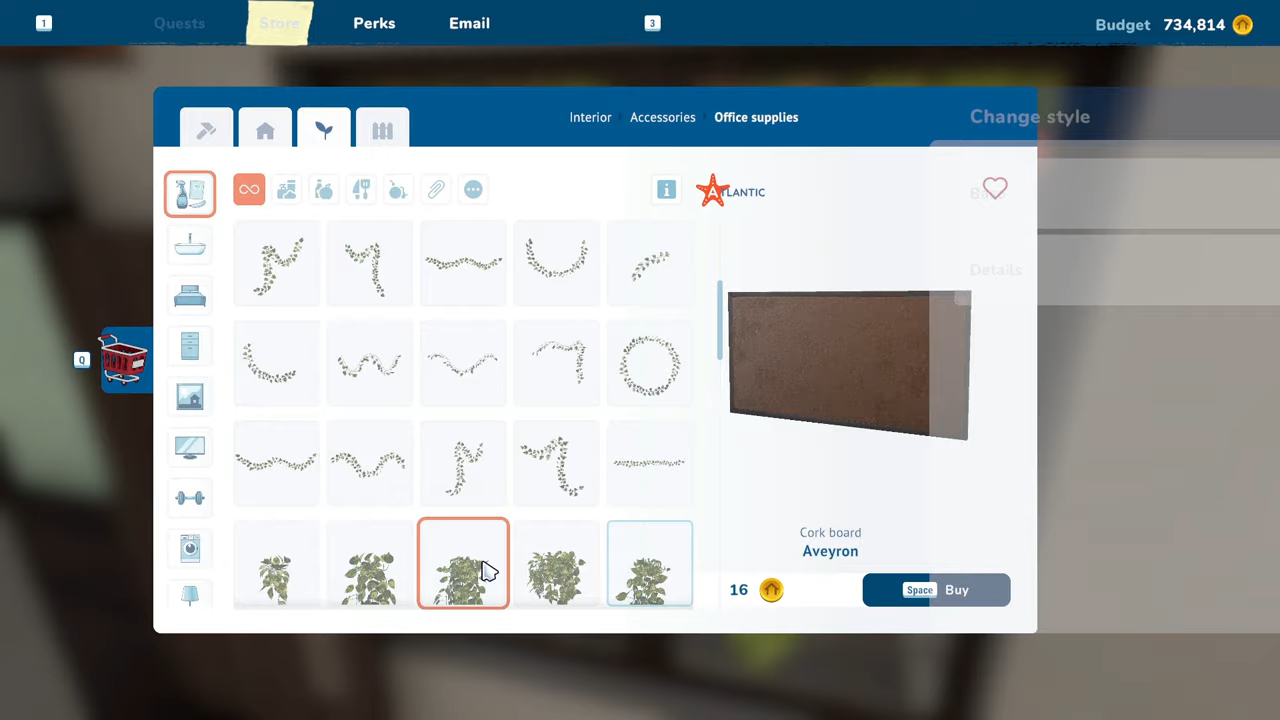 1 Quests Store Perks Email 3 Budget 734,814
Interior Accessories Office supplies
Change style
i ATLANTIC
Details
Q
Cork board
Aveyron
16 Space Buy